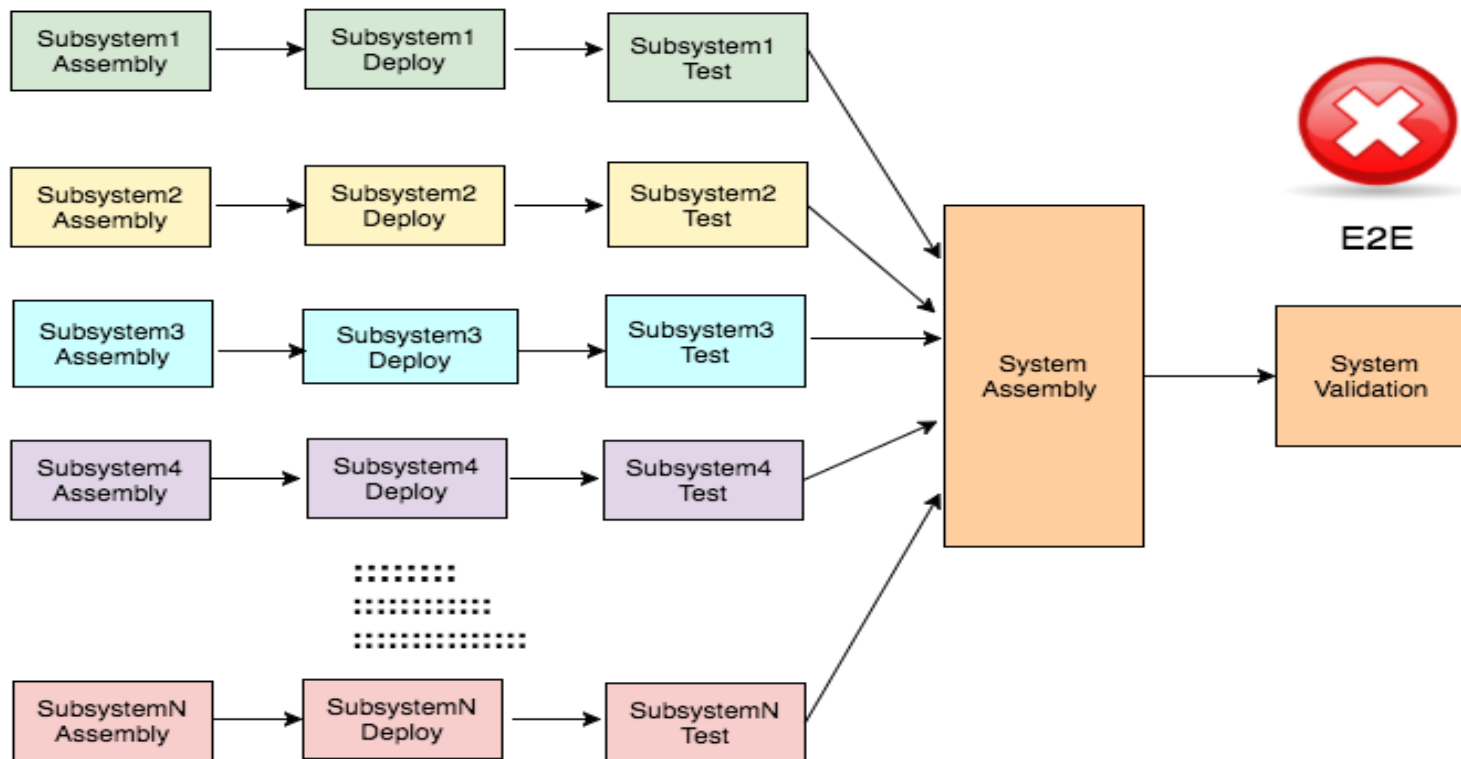 Subsystem1
Assembly
Subsystem1
Deploy
Subsystem1
Test
Subsystem2
Assembly
Subsystem2
Deploy
Subsystem2
Test
E2E
Subsystem3
Assembly
Subsystem3
Deploy
Subsystem3
Test
System
Assembly
System
Validation
Subsystem4
Assembly
Subsystem4
Deploy
Subsystem4
Test
SubsystemN
Assembly
SubsystemN
Deploy
SubsystemN
Test